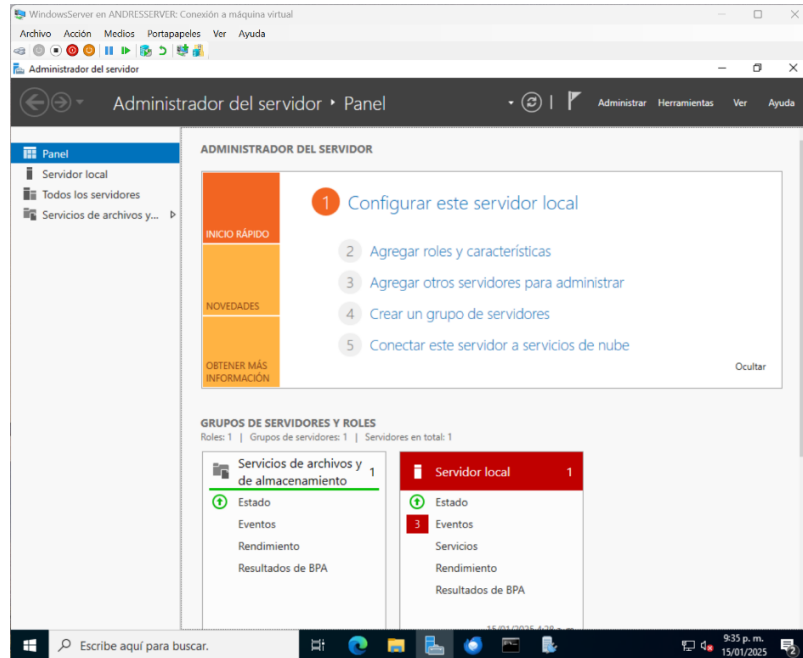 WindowsServer en ANDRESSERVER: Conexión a máquina virtual
Archivo Acción Medios Portapapeles Ver Ayuda
Administrador del servidor
Administrador del servidor ‣ Panel
Administrar Herramientas Ver Ayuda
Panel
Servidor local
Todos los servidores
Servicios de archivos y...
ADMINISTRADOR DEL SERVIDOR
INICIO RÁPIDO
NOVEDADES
OBTENER MÁS
INFORMACIÓN
1 Configurar este servidor local
2 Agregar roles y características
3 Agregar otros servidores para administrar
4 Crear un grupo de servidores
5 Conectar este servidor a servicios de nube
Ocultar
GRUPOS DE SERVIDORES Y ROLES
Roles: 1 | Grupos de servidores: 1 | Servidores en total: 1
Servicios de archivos y
de almacenamiento 1
Estado
Eventos
Rendimiento
Resultados de BPA
Servidor local 1
Estado
3 Eventos
Servicios
Rendimiento
Resultados de BPA
Escribe aquí para buscar.
9:35 p. m.
15/01/2025
2